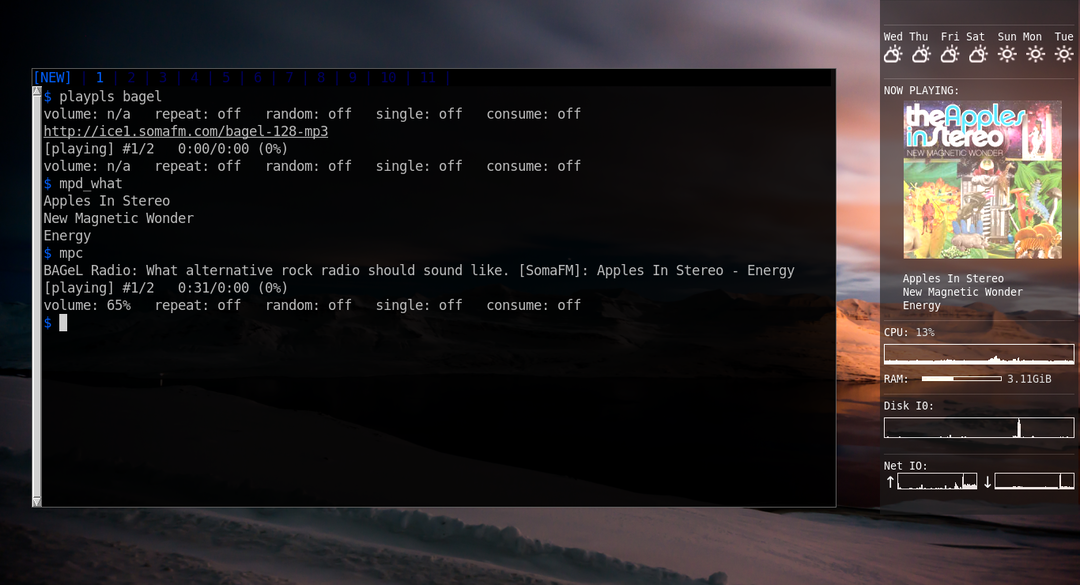 [NEW] | 1 | 2 | 3 | 4 | 5 | 6 | 7 | 8 | 9 | 10 | 11 |
$ playpls bagel
volume: n/a   repeat: off   random: off   single: off   consume: off
http://ice1.somafm.com/bagel-128-mp3
[playing] #1/2   0:00/0:00 (0%)
volume: n/a   repeat: off   random: off   single: off   consume: off
$ mpd_what
Apples In Stereo
New Magnetic Wonder
Energy
$ mpc
BAGeL Radio: What alternative rock radio should sound like. [SomaFM]: Apples In Stereo - Energy
[playing] #1/2   0:31/0:00 (0%)
volume: 65%   repeat: off   random: off   single: off   consume: off
$
Wed Thu Fri Sat Sun Mon Tue
NOW PLAYING:
the Apples
in Stereo
NEW MAGNETIC WONDER
Apples In Stereo
New Magnetic Wonder
Energy
CPU: 13%
RAM: 3.11GiB
Disk IO:
Net IO:
↑ ↓